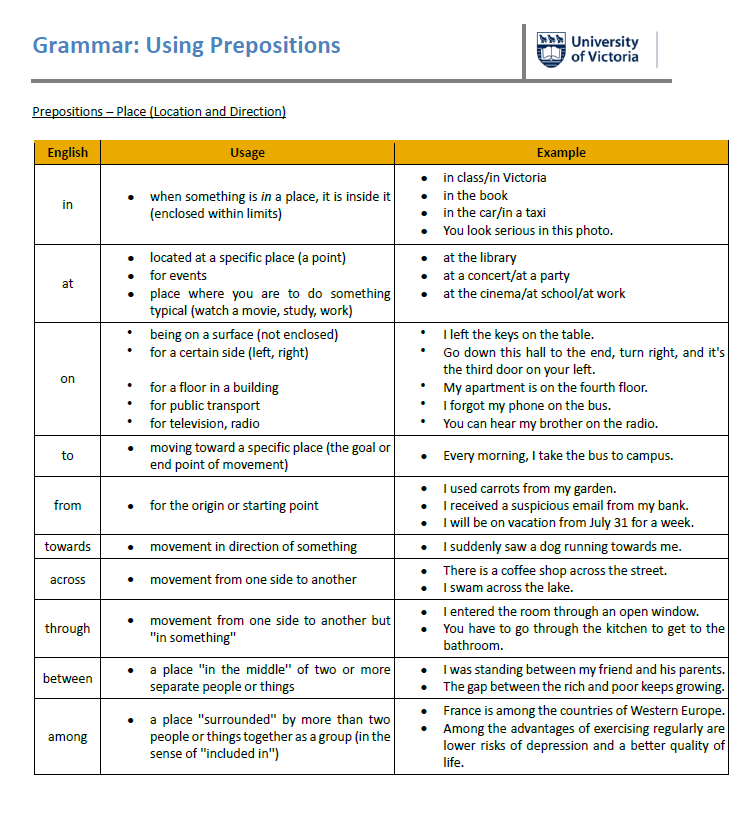 Grammar: Using Prepositions
University
of Victoria
Prepositions – Place (Location and Direction)
English Usage Example
in
• when something is in a place, it is inside it
(enclosed within limits)
• in class/in Victoria
• in the book
• in the car/in a taxi
• You look serious in this photo.
at
• located at a specific place (a point)
• for events
• place where you are to do something
typical (watch a movie, study, work)
• at the library
• at a concert/at a party
• at the cinema/at school/at work
on
• being on a surface (not enclosed)
• for a certain side (left, right)
• for a floor in a building
• for public transport
• for television, radio
• I left the keys on the table.
• Go down this hall to the end, turn right, and it's
the third door on your left.
• My apartment is on the fourth floor.
• I forgot my phone on the bus.
• You can hear my brother on the radio.
to
• moving toward a specific place (the goal or
end point of movement)
• Every morning, I take the bus to campus.
from
• for the origin or starting point
• I used carrots from my garden.
• I received a suspicious email from my bank.
• I will be on vacation from July 31 for a week.
towards
• movement in direction of something
• I suddenly saw a dog running towards me.
across
• movement from one side to another
• There is a coffee shop across the street.
• I swam across the lake.
through
• movement from one side to another but
"in something"
• I entered the room through an open window.
• You have to go through the kitchen to get to the
bathroom.
between
• a place "in the middle" of two or more
separate people or things
• I was standing between my friend and his parents.
• The gap between the rich and poor keeps growing.
among
• a place "surrounded" by more than two
people or things together as a group (in the
sense of "included in")
• France is among the countries of Western Europe.
• Among the advantages of exercising regularly are
lower risks of depression and a better quality of
life.